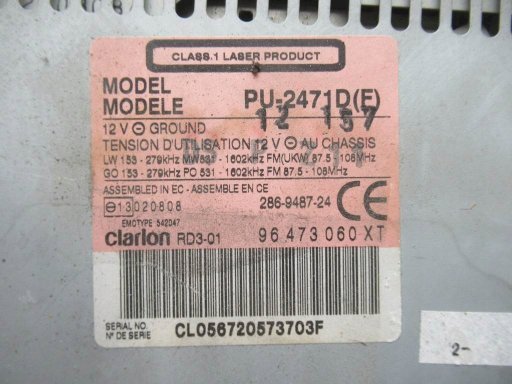 CLASS.1 LASER PRODUCT
MODEL
MODELE PU-2471D(E)
12 157
12 V ⊖ GROUND
TENSION D'UTILISATION 12 V ⊖ AU CHASSIS
LW 153 - 279kHz MW531 - 1602kHz FM(UKW) 87.5 - 108MHz
GO 153 - 279kHz PO 531 - 1602kHz FM 87.5 - 108MHz
ASSEMBLED IN EC - ASSEMBLE EN CE
13 020808 286-9487-24 CE
EMOTYPE 542047
clarion RD3-01 96 473 060 XT
SERIAL NO.
N° DE SERIE CL056720573703F
2-